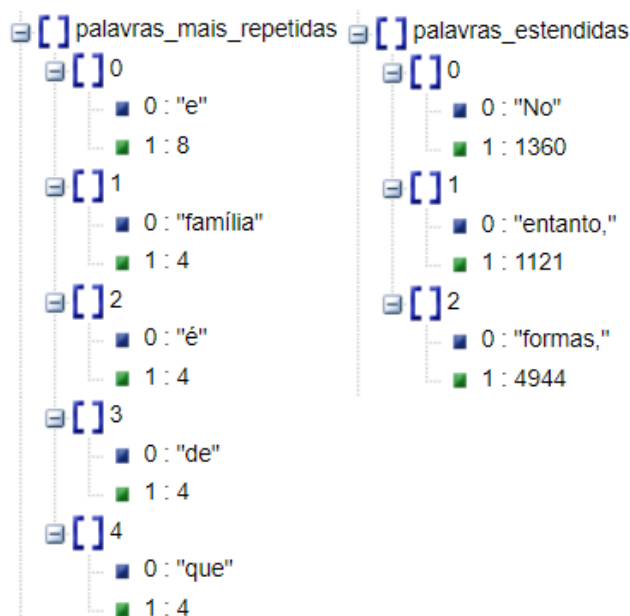 palavras_mais_repetidas
0
0 : "e"
1 : 8
1
0 : "família"
1 : 4
2
0 : "é"
1 : 4
3
0 : "de"
1 : 4
4
0 : "que"
1 : 4
palavras_estendidas
0
0 : "No"
1 : 1360
1
0 : "entanto,"
1 : 1121
2
0 : "formas,"
1 : 4944